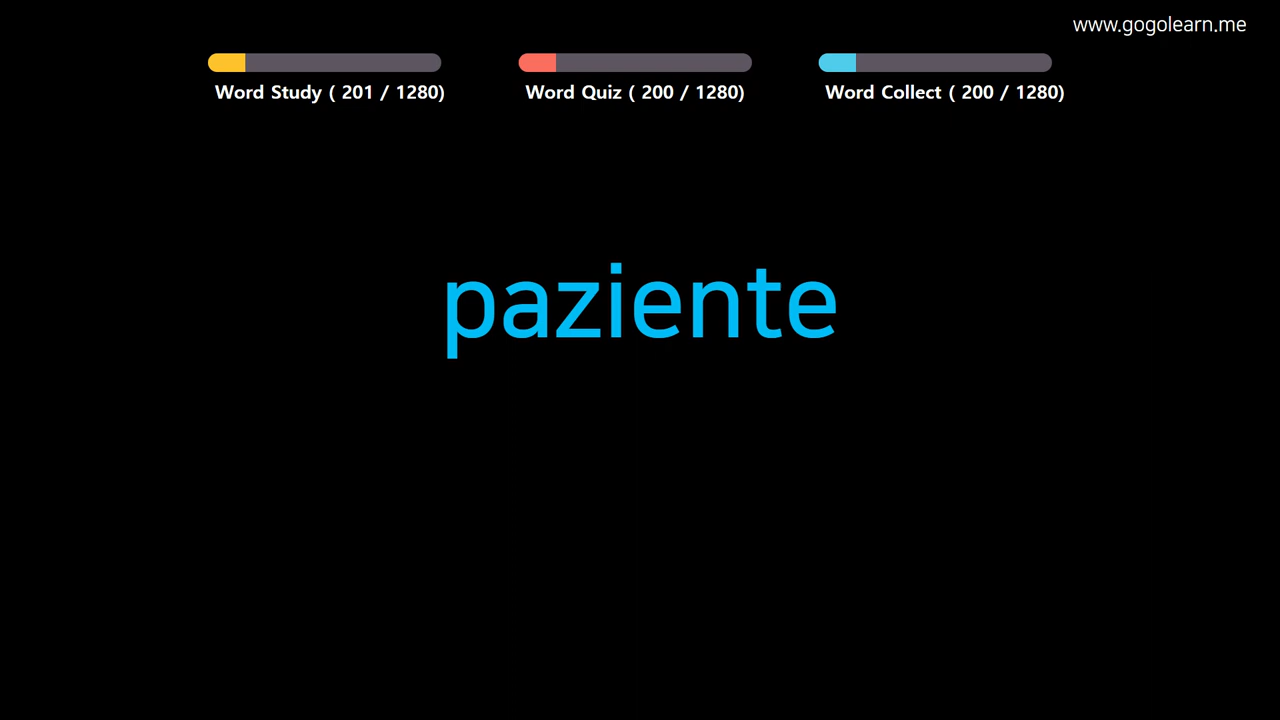 www.gogolearn.me
Word Study ( 201 / 1280)
Word Quiz ( 200 / 1280)
Word Collect ( 200 / 1280)
paziente